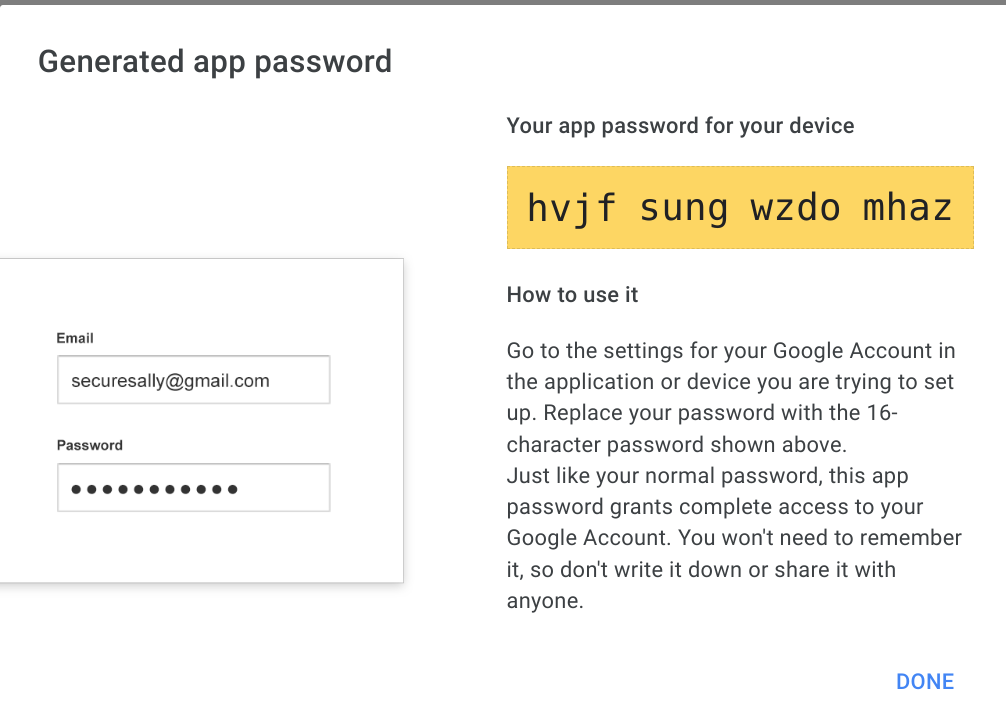 Generated app password
Your app password for your device
hvjf sung wzdo mhaz
How to use it
Go to the settings for your Google Account in
the application or device you are trying to set
up. Replace your password with the 16-
character password shown above.
Just like your normal password, this app
password grants complete access to your
Google Account. You won't need to remember
it, so don't write it down or share it with
anyone.
Email
securesally@gmail.com
Password
●●●●●●●●●●●
DONE